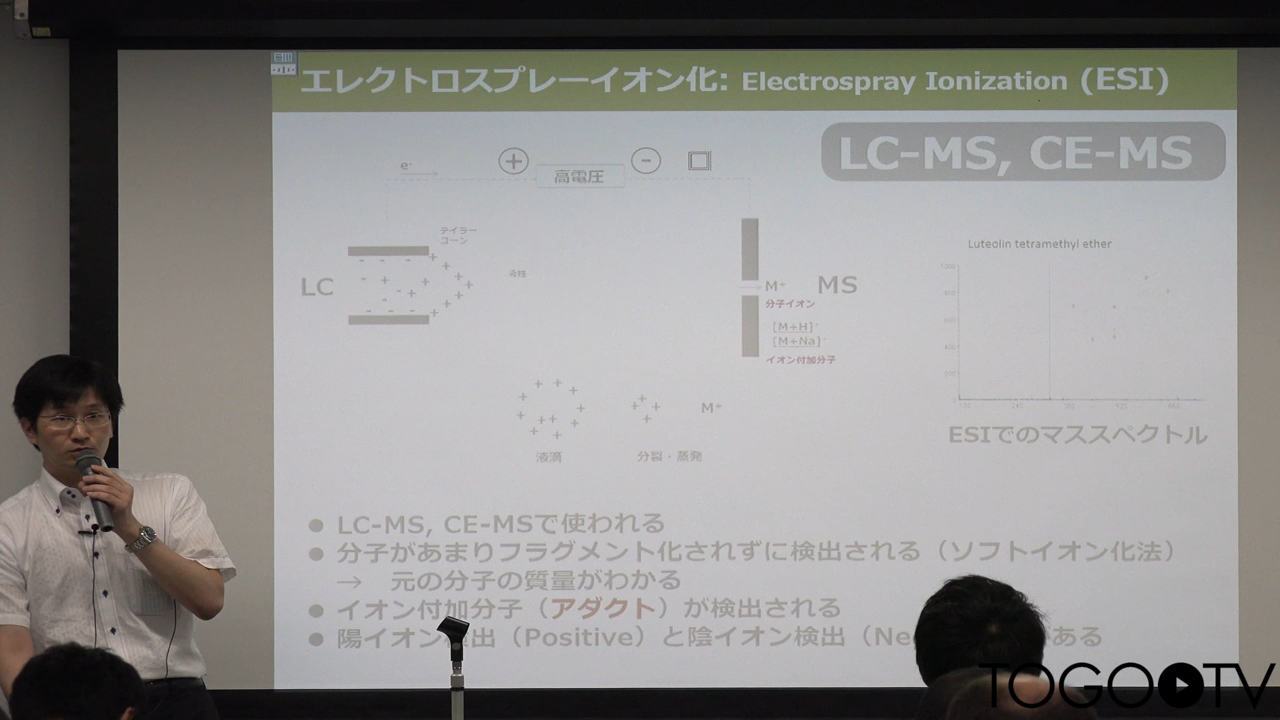 エレクトロスプレーイオン化: Electrospray Ionization (ESI)
LC-MS, CE-MS
e-
+
高電圧
-
テイラー
コーン
LC
M+
MS
分子イオン
[M+H]+
[M+Na]+
イオン付加分子
Luteolin tetramethyl ether
ESIでのマススペクトル
M+
液滴
分裂・蒸発
● LC-MS, CE-MSで使われる
● 分子があまりフラグメント化されずに検出される（ソフトイオン化法）
→ 元の分子の質量がわかる
● イオン付加分子（アダクト）が検出される
● 陽イオン検出（Positive）と陰イオン検出（Ne ある
TOGO TV